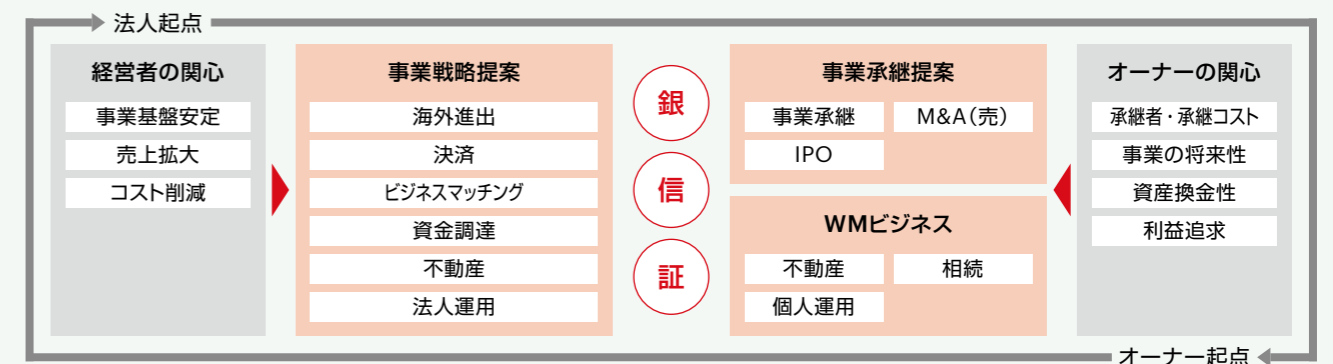 法人起点
経営者の関心
事業基盤安定
売上拡大
コスト削減
事業戦略提案
海外進出
決済
ビジネスマッチング
資金調達
不動産
法人運用
銀
信
証
事業承継提案
事業承継
M&A（売）
IPO
WMビジネス
不動産
相続
個人運用
オーナーの関心
承継者・承継コスト
事業の将来性
資産換金性
利益追求
オーナー起点